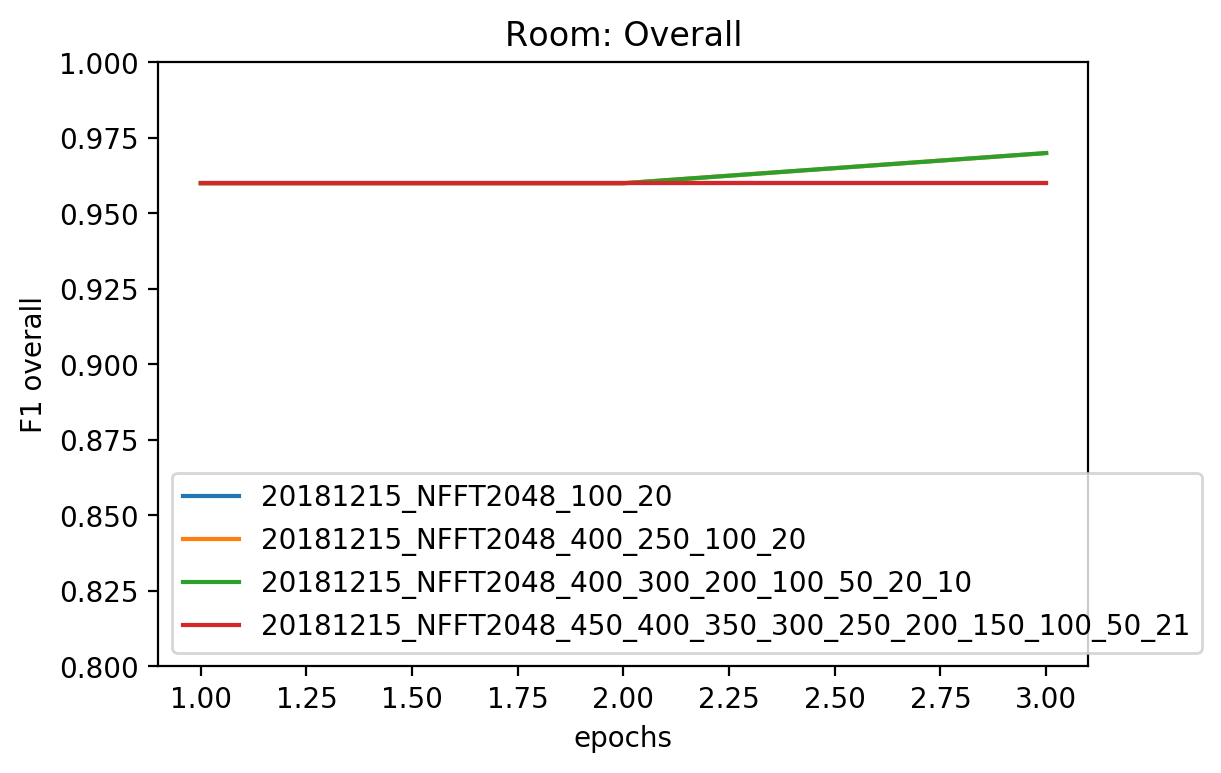 Room: Overall
1.000
0.975
0.950
0.925
0.900
0.875
0.850
0.825
0.800
F1 overall
20181215_NFFT2048_100_20
20181215_NFFT2048_400_250_100_20
20181215_NFFT2048_400_300_200_100_50_20_10
20181215_NFFT2048_450_400_350_300_250_200_150_100_50_21
1.00 1.25 1.50 1.75 2.00 2.25 2.50 2.75 3.00
epochs